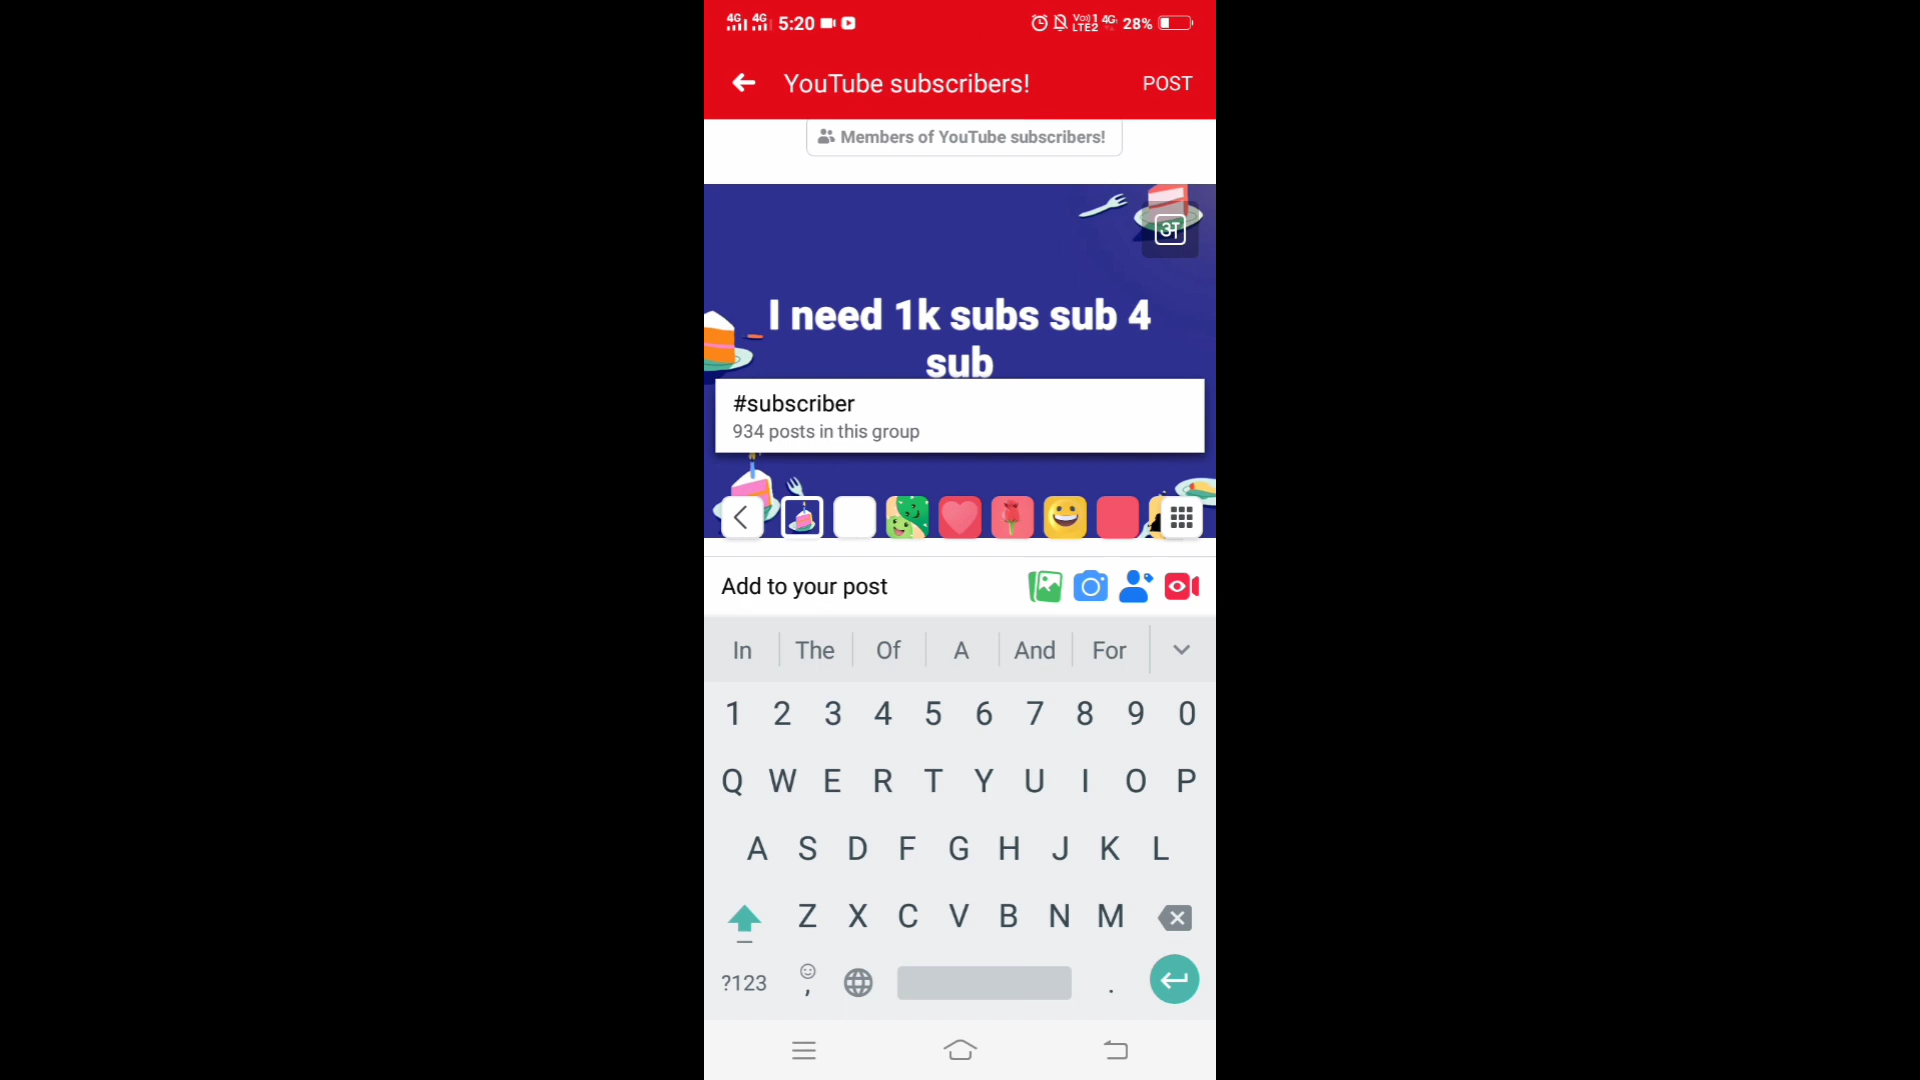 4G 4G 5:20 Vo) 1 LTE2 4G 28%
YouTube subscribers! POST
Members of YouTube subscribers!
अ
I need 1k subs sub 4
sub
#subscriber
934 posts in this group
Add to your post
In The Of A And For
1 2 3 4 5 6 7 8 9 0
Q W E R T Y U I O P
A S D F G H J K L
Z X C V B N M
?123 , .